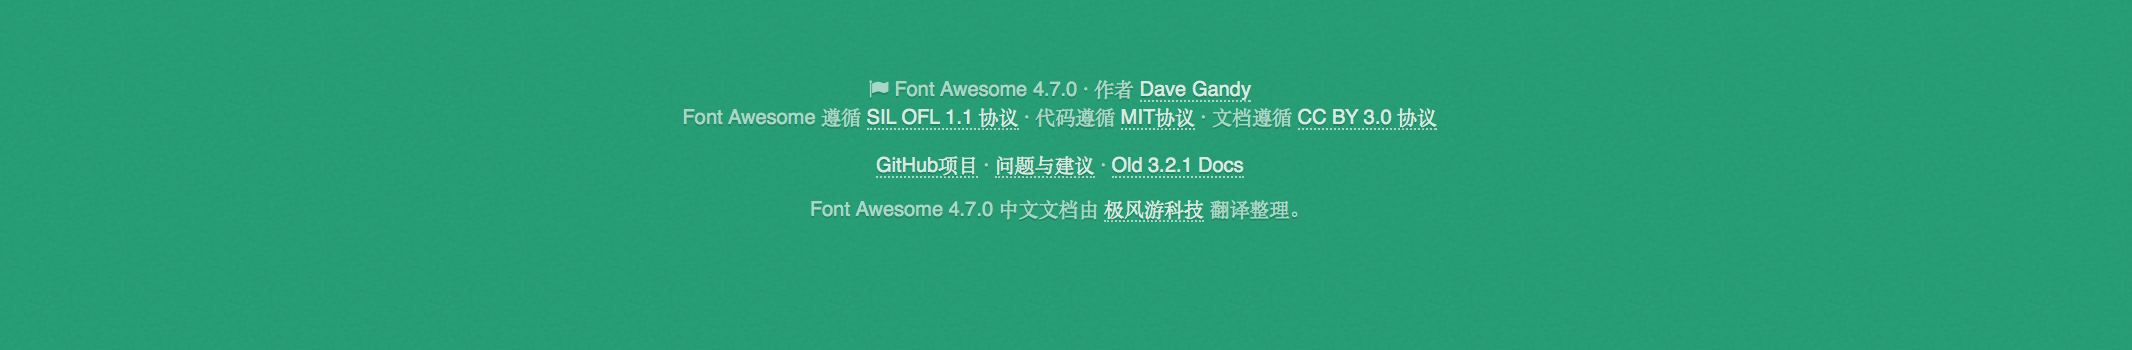 Font Awesome 4.7.0 · 作者 Dave Gandy
Font Awesome 遵循 SIL OFL 1.1 协议 · 代码遵循 MIT协议 · 文档遵循 CC BY 3.0 协议
GitHub项目 · 问题与建议 · Old 3.2.1 Docs
Font Awesome 4.7.0 中文文档由 极风游科技 翻译整理。